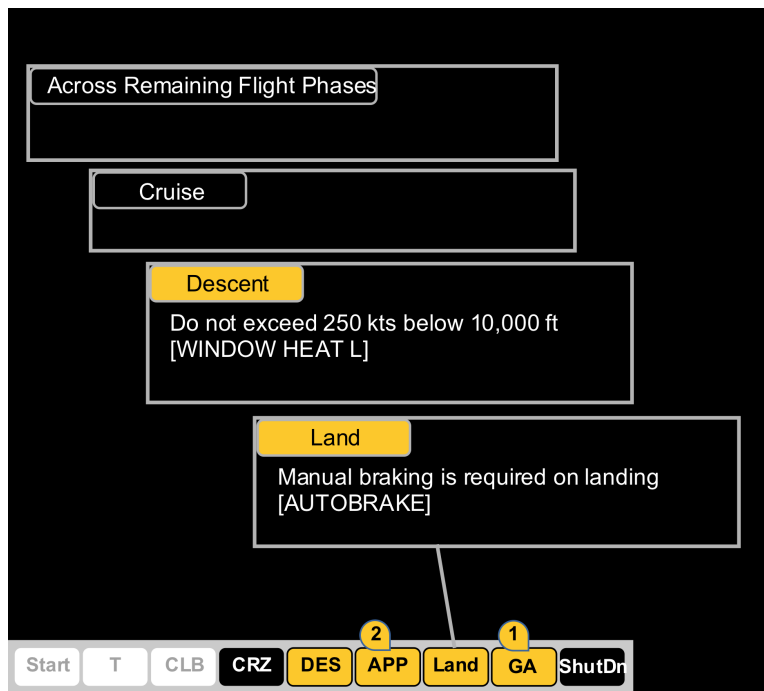 Across Remaining Flight Phases
Cruise
Descent
Do not exceed 250 kts below 10,000 ft
[WINDOW HEAT L]
Land
Manual braking is required on landing
[AUTOBRAKE]
2 1
Start T CLB CRZ DES APP Land GA ShutDn